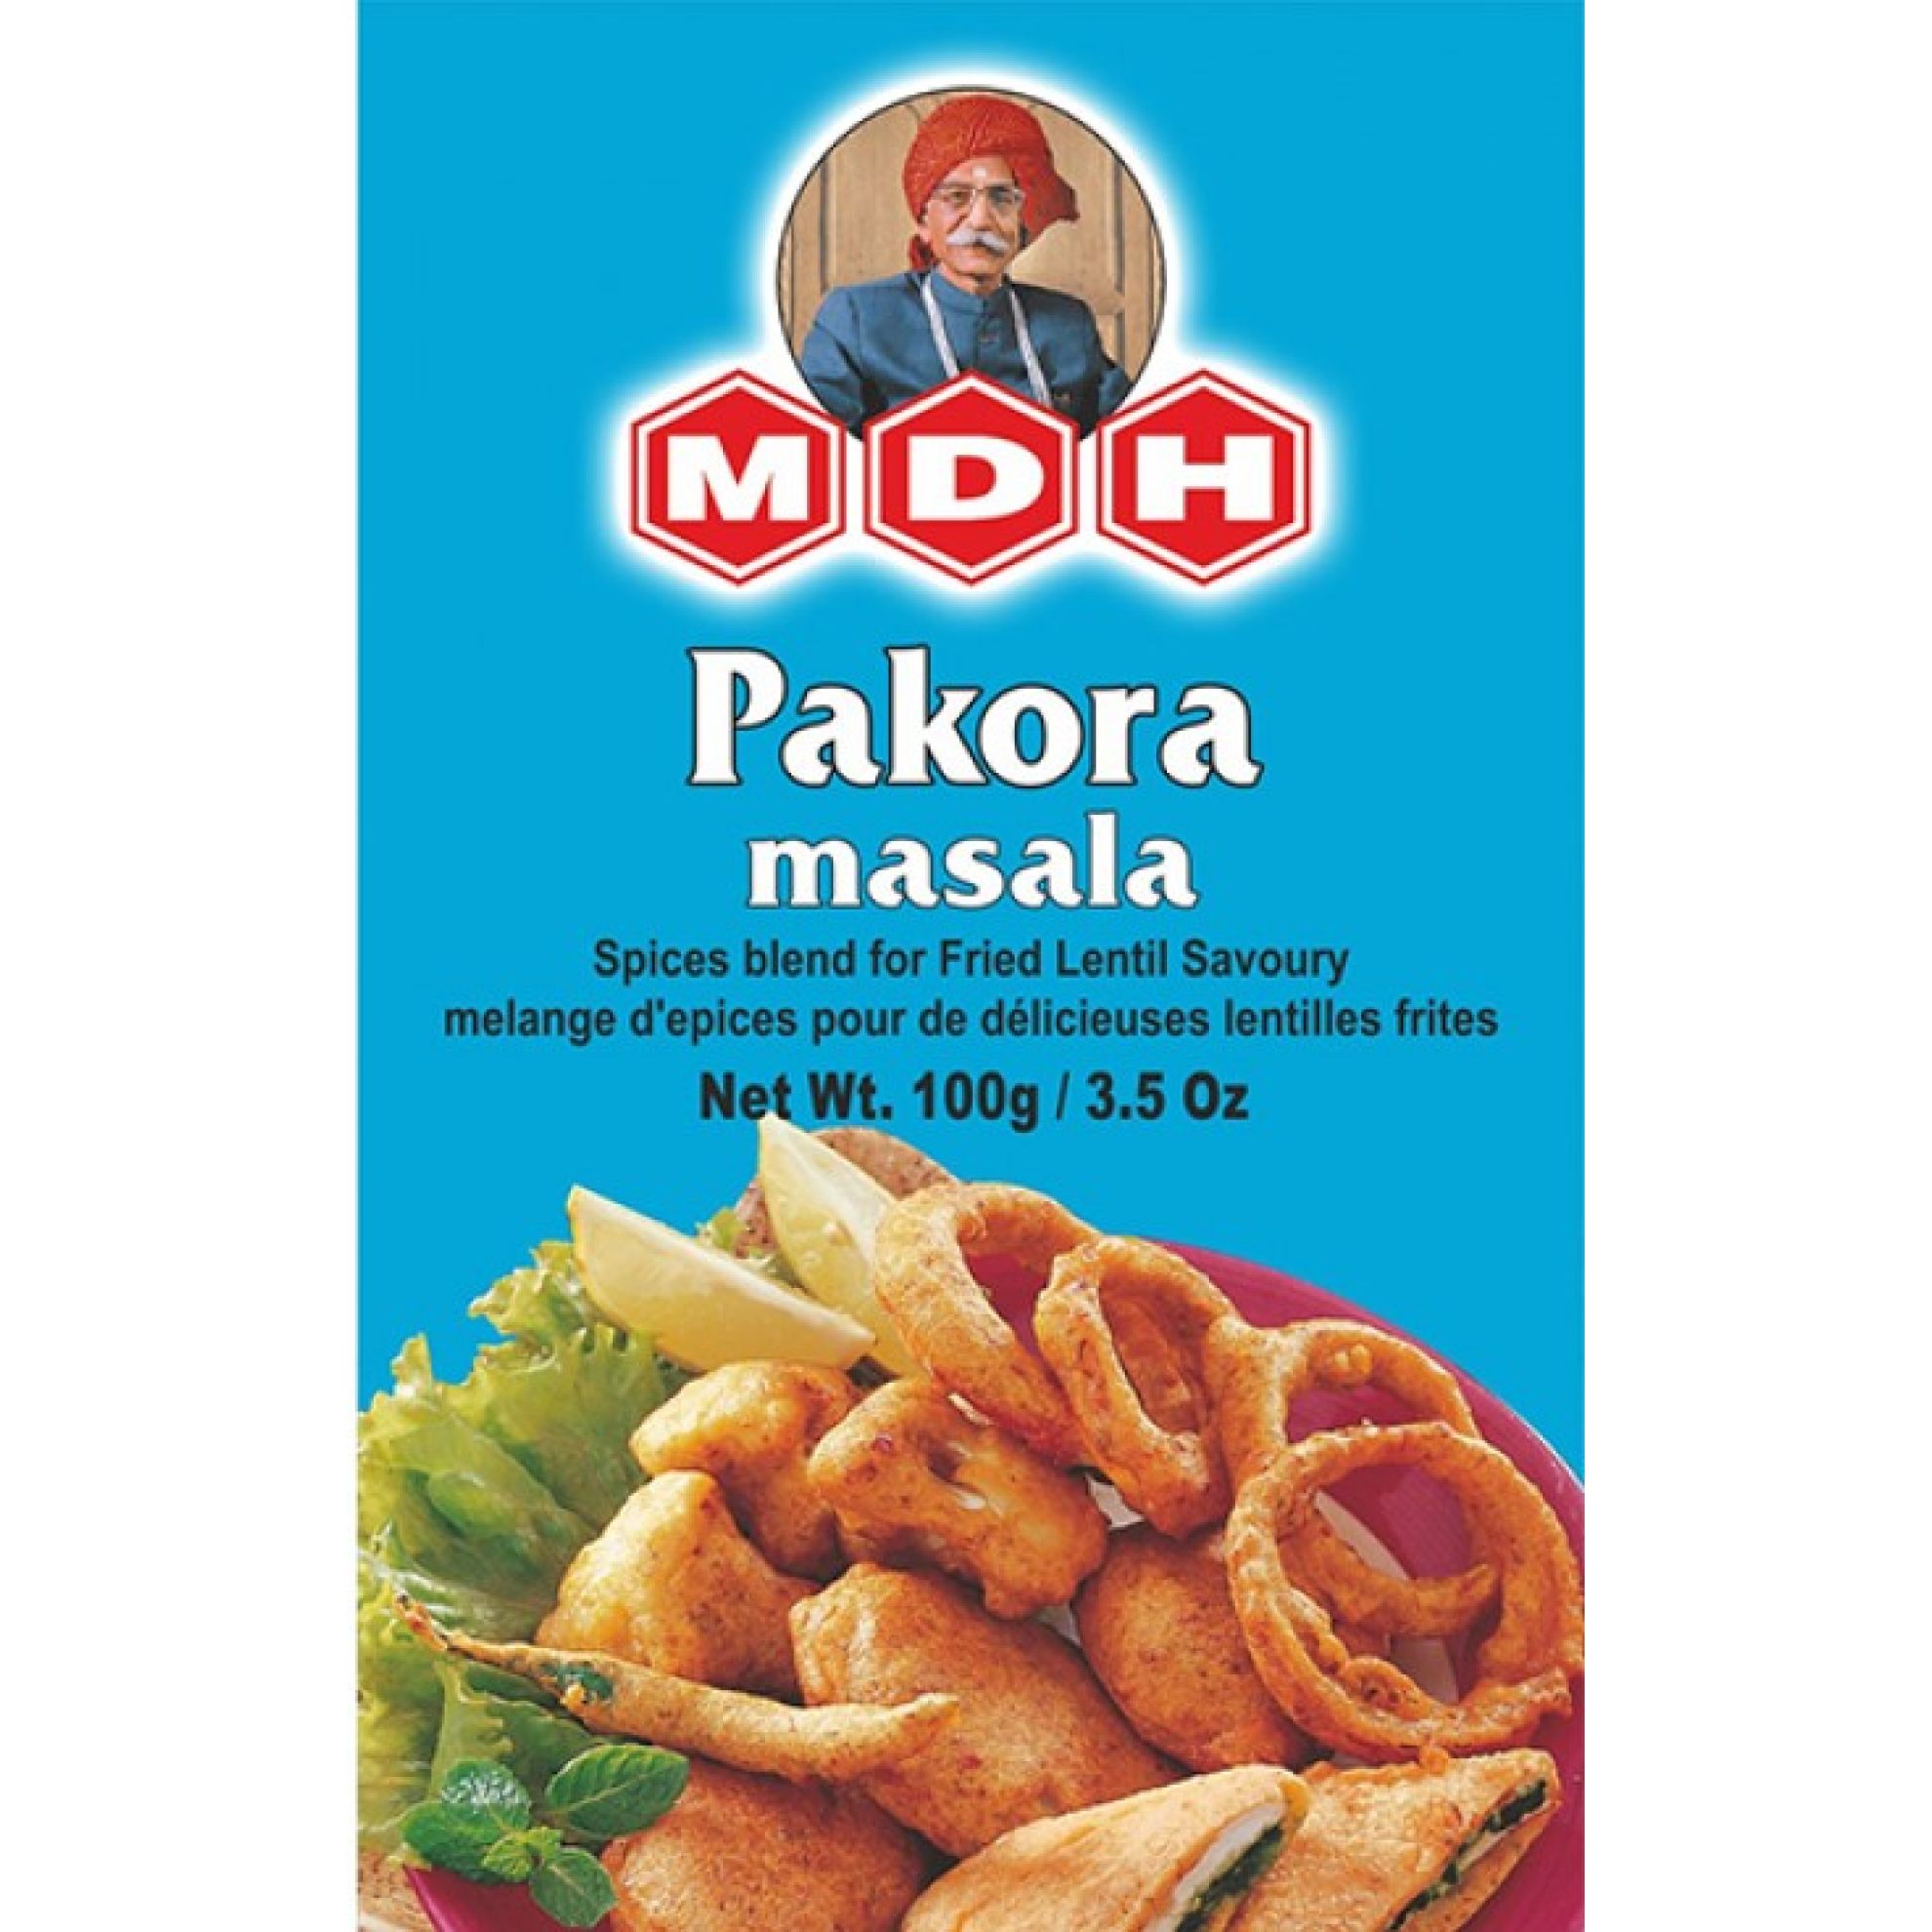 MDH
Pakora
masala
Spices blend for Fried Lentil Savoury
melange d'epices pour de délicieuses lentilles frites
Net Wt. 100g / 3.5 Oz